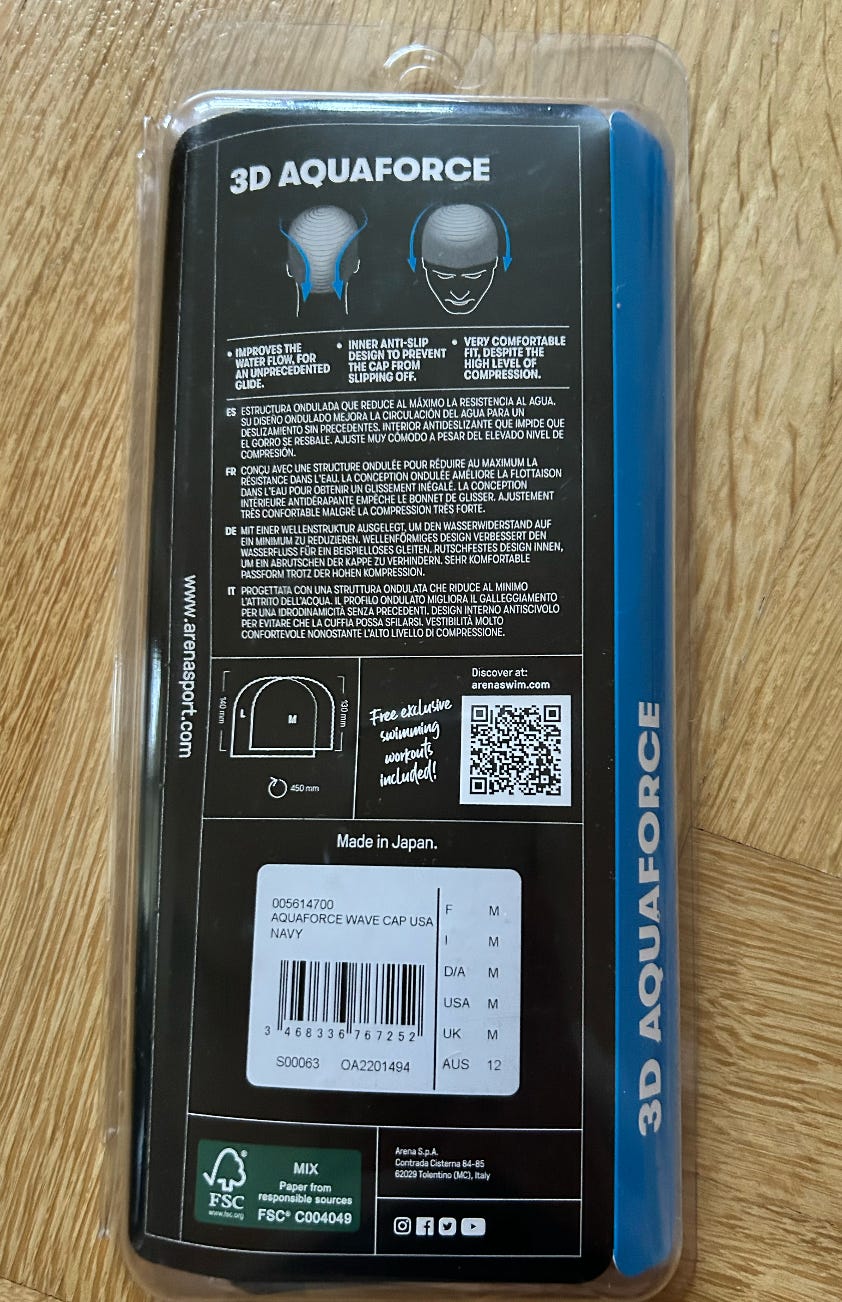 3D AQUAFORCE
• IMPROVES THE
WATER FLOW, FOR
AN UNPRECEDENTED
GLIDE.
• INNER ANTI-SLIP
DESIGN TO PREVENT
THE CAP FROM
SLIPPING OFF.
• VERY COMFORTABLE
FIT, DESPITE THE
HIGH LEVEL OF
COMPRESSION.
ES ESTRUCTURA ONDULADA QUE REDUCE AL MÁXIMO LA RESISTENCIA AL AGUA.
SU DISEÑO ONDULADO MEJORA LA CIRCULACIÓN DEL AGUA PARA UN
DESLIZAMIENTO SIN PRECEDENTES. INTERIOR ANTIDESLIZANTE QUE IMPIDE QUE
EL GORRO SE RESBALE. AJUSTE MUY CÓMODO A PESAR DEL ELEVADO NIVEL DE
COMPRESIÓN.
FR CONÇU AVEC UNE STRUCTURE ONDULÉE POUR RÉDUIRE AU MAXIMUM LA
RÉSISTANCE DANS L'EAU. LA CONCEPTION ONDULÉE AMÉLIORE LA FLOTTAISON
DANS L'EAU POUR OBTENIR UN GLISSEMENT INÉGALÉ. LA CONCEPTION
INTÉRIEURE ANTIDÉRAPANTE EMPÊCHE LE BONNET DE GLISSER. AJUSTEMENT
TRÈS CONFORTABLE MALGRÉ LA COMPRESSION TRÈS FORTE.
DE MIT EINER WELLENSTRUKTUR AUSGELEGT, UM DEN WASSERWIDERSTAND AUF
EIN MINIMUM ZU REDUZIEREN. WELLENFÖRMIGES DESIGN VERBESSERT DEN
WASSERFLUSS FÜR EIN BEISPIELLOSES GLEITEN. RUTSCHFESTES DESIGN INNEN,
UM EIN ABRUTSCHEN DER KAPPE ZU VERHINDERN. SEHR KOMFORTABLE
PASSFORM TROTZ DER HOHEN KOMPRESSION.
IT PROGETTATA CON UNA STRUTTURA ONDULATA CHE RIDUCE AL MINIMO
L'ATTRITO DELL'ACQUA. IL PROFILO ONDULATO MIGLIORA IL GALLEGGIAMENTO
PER UNA IDRODINAMICITÀ SENZA PRECEDENTI. DESIGN INTERNO ANTISCIVOLO
PER EVITARE CHE LA CUFFIA POSSA SFILARSI. VESTIBILITÀ MOLTO
CONFORTEVOLE NONOSTANTE L'ALTO LIVELLO DI COMPRESSIONE.
www.arenasport.com
140 mm
L
M
130 mm
450 mm
Free exclusive
swimming
workouts
included!
Discover at:
arenaswim.com
Made in Japan.
005614700
AQUAFORCE WAVE CAP USA
NAVY
3 468336 767252
S00063 OA2201494
F M
I M
D/A M
USA M
UK M
AUS 12
3D AQUAFORCE
FSC®
www.fsc.org
MIX
Paper from
responsible sources
FSC® C004049
Arena S.p.A.
Contrada Cisterna 84-85
62029 Tolentino (MC), Italy